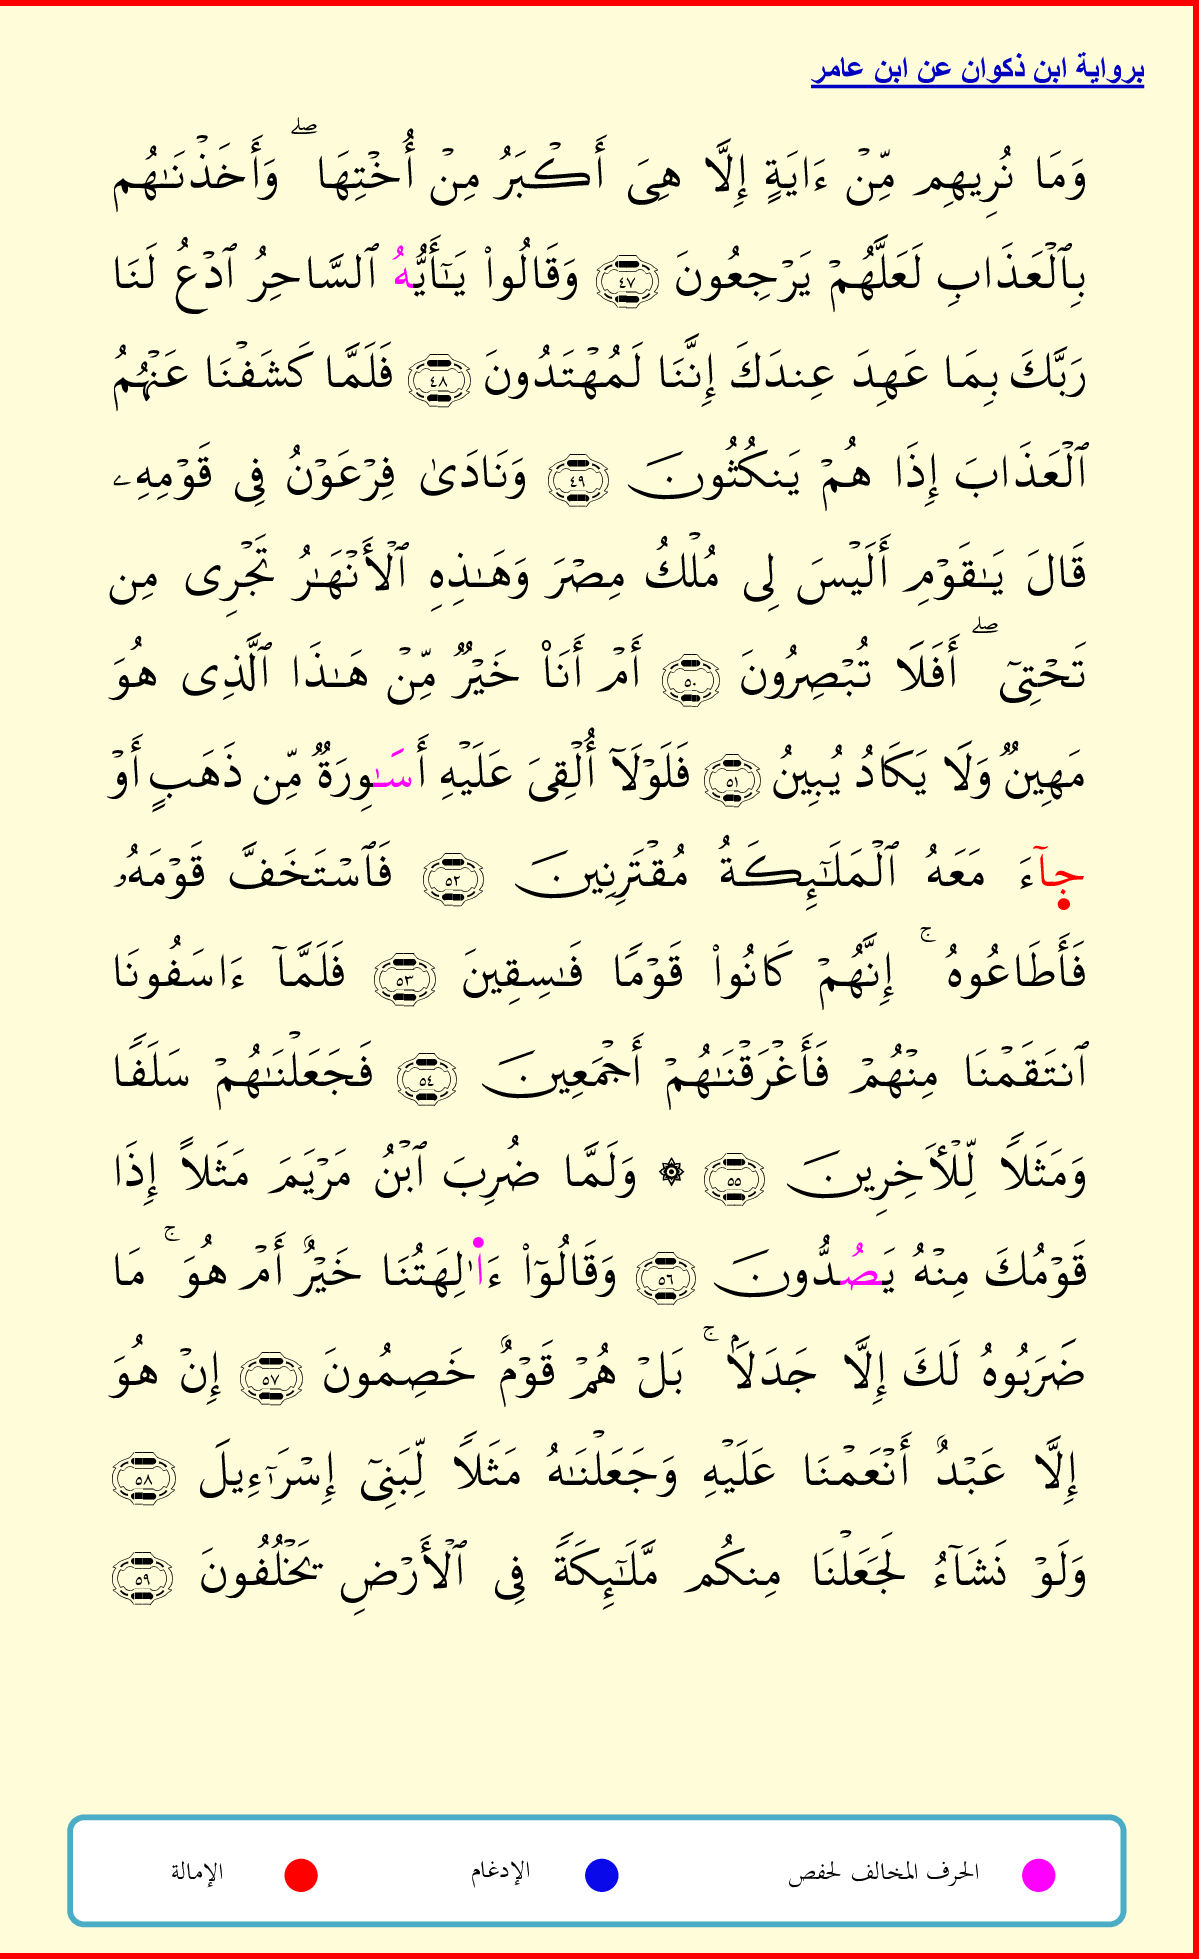 برواية ابن ذكوان عن ابن عامر
وَمَا نُرِيهِم مِّنْ ءَايَةٍ إِلَّا هِىَ أَكْبَرُ مِنْ أُخْتِهَا ۖ وَأَخَذْنَـٰهُم
بِٱلْعَذَابِ لَعَلَّهُمْ يَرْجِعُونَ ٤٧ وَقَالُوا۟ يَـٰٓأَيُّهُ ٱلسَّاحِرُ ٱدْعُ لَنَا
رَبَّكَ بِمَا عَهِدَ عِندَكَ إِنَّنَا لَمُهْتَدُونَ ٤٨ فَلَمَّا كَشَفْنَا عَنْهُمُ
ٱلْعَذَابَ إِذَا هُمْ يَنكُثُونَ ٤٩ وَنَادَىٰ فِرْعَوْنُ فِى قَوْمِهِۦ
قَالَ يَـٰقَوْمِ أَلَيْسَ لِى مُلْكُ مِصْرَ وَهَـٰذِهِ ٱلْأَنْهَـٰرُ تَجْرِى مِن
تَحْتِىٓ ۖ أَفَلَا تُبْصِرُونَ ٥٠ أَمْ أَنَا۠ خَيْرٌ مِّنْ هَـٰذَا ٱلَّذِى هُوَ
مَهِينٌ وَلَا يَكَادُ يُبِينُ ٥١ فَلَوْلَآ أُلْقِىَ عَلَيْهِ أَسَـٰوِرَةٌ مِّن ذَهَبٍ أَوْ
جَآءَ مَعَهُ ٱلْمَلَـٰٓئِكَةُ مُقْتَرِنِينَ ٥٢ فَٱسْتَخَفَّ قَوْمَهُۥ
فَأَطَاعُوهُ ۚ إِنَّهُمْ كَانُوا۟ قَوْمًا فَـٰسِقِينَ ٥٣ فَلَمَّآ ءَاسَفُونَا
ٱنتَقَمْنَا مِنْهُمْ فَأَغْرَقْنَـٰهُمْ أَجْمَعِينَ ٥٤ فَجَعَلْنَـٰهُمْ سَلَفًا
وَمَثَلًا لِّلْأَخِرِينَ ٥٥ ۞ وَلَمَّا ضُرِبَ ٱبْنُ مَرْيَمَ مَثَلًا إِذَا
قَوْمُكَ مِنْهُ يَصُدُّونَ ٥٦ وَقَالُوٓا۟ ءَاٰ۬لِهَتُنَا خَيْرٌ أَمْ هُوَ ۚ مَا
ضَرَبُوهُ لَكَ إِلَّا جَدَلًۢا ۚ بَلْ هُمْ قَوْمٌ خَصِمُونَ ٥٧ إِنْ هُوَ
إِلَّا عَبْدٌ أَنْعَمْنَا عَلَيْهِ وَجَعَلْنَـٰهُ مَثَلًا لِّبَنِىٓ إِسْرَٰٓءِيلَ ٥٨
وَلَوْ نَشَآءُ لَجَعَلْنَا مِنكُم مَّلَـٰٓئِكَةً فِى ٱلْأَرْضِ يَخْلُفُونَ ٥٩
الحرف المخالف لحفص الإدغام الإمالة